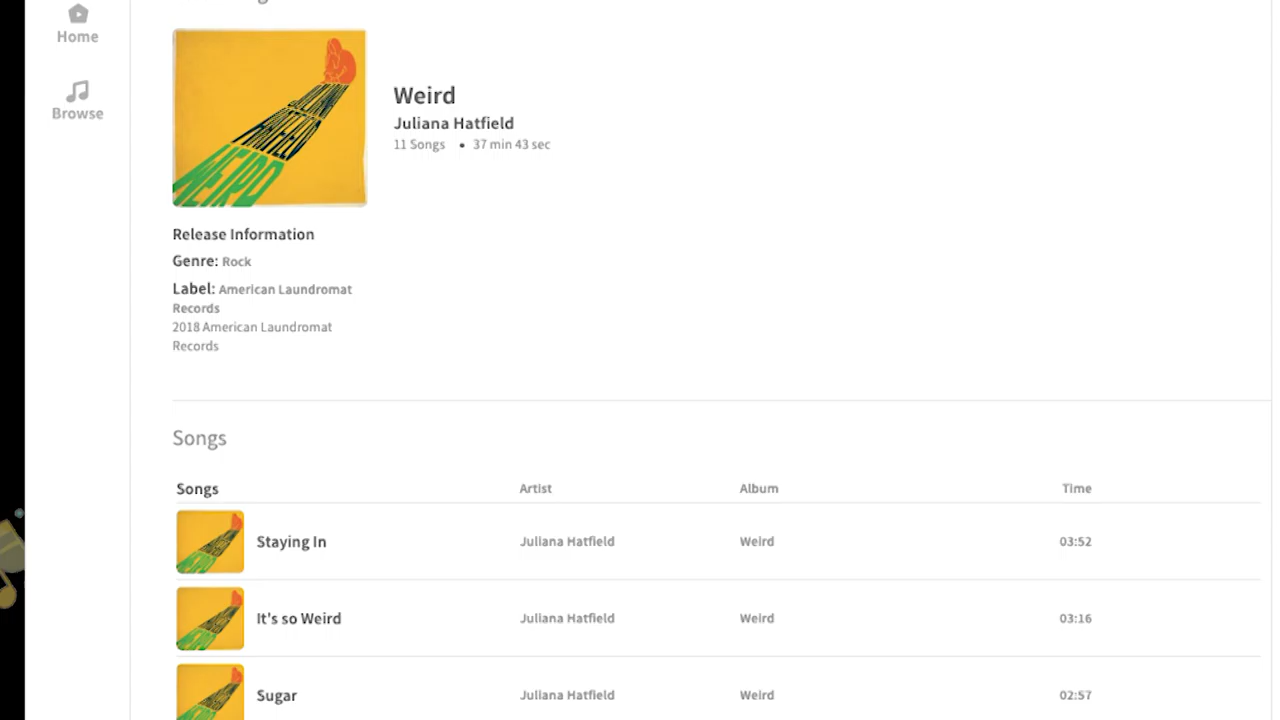 Home
Browse
WEIRD
Weird
Juliana Hatfield
11 Songs • 37 min 43 sec
Release Information
Genre: Rock
Label: American Laundromat
Records
2018 American Laundromat
Records
Songs
Songs Artist Album Time
Staying In Juliana Hatfield Weird 03:52
It's so Weird Juliana Hatfield Weird 03:16
Sugar Juliana Hatfield Weird 02:57